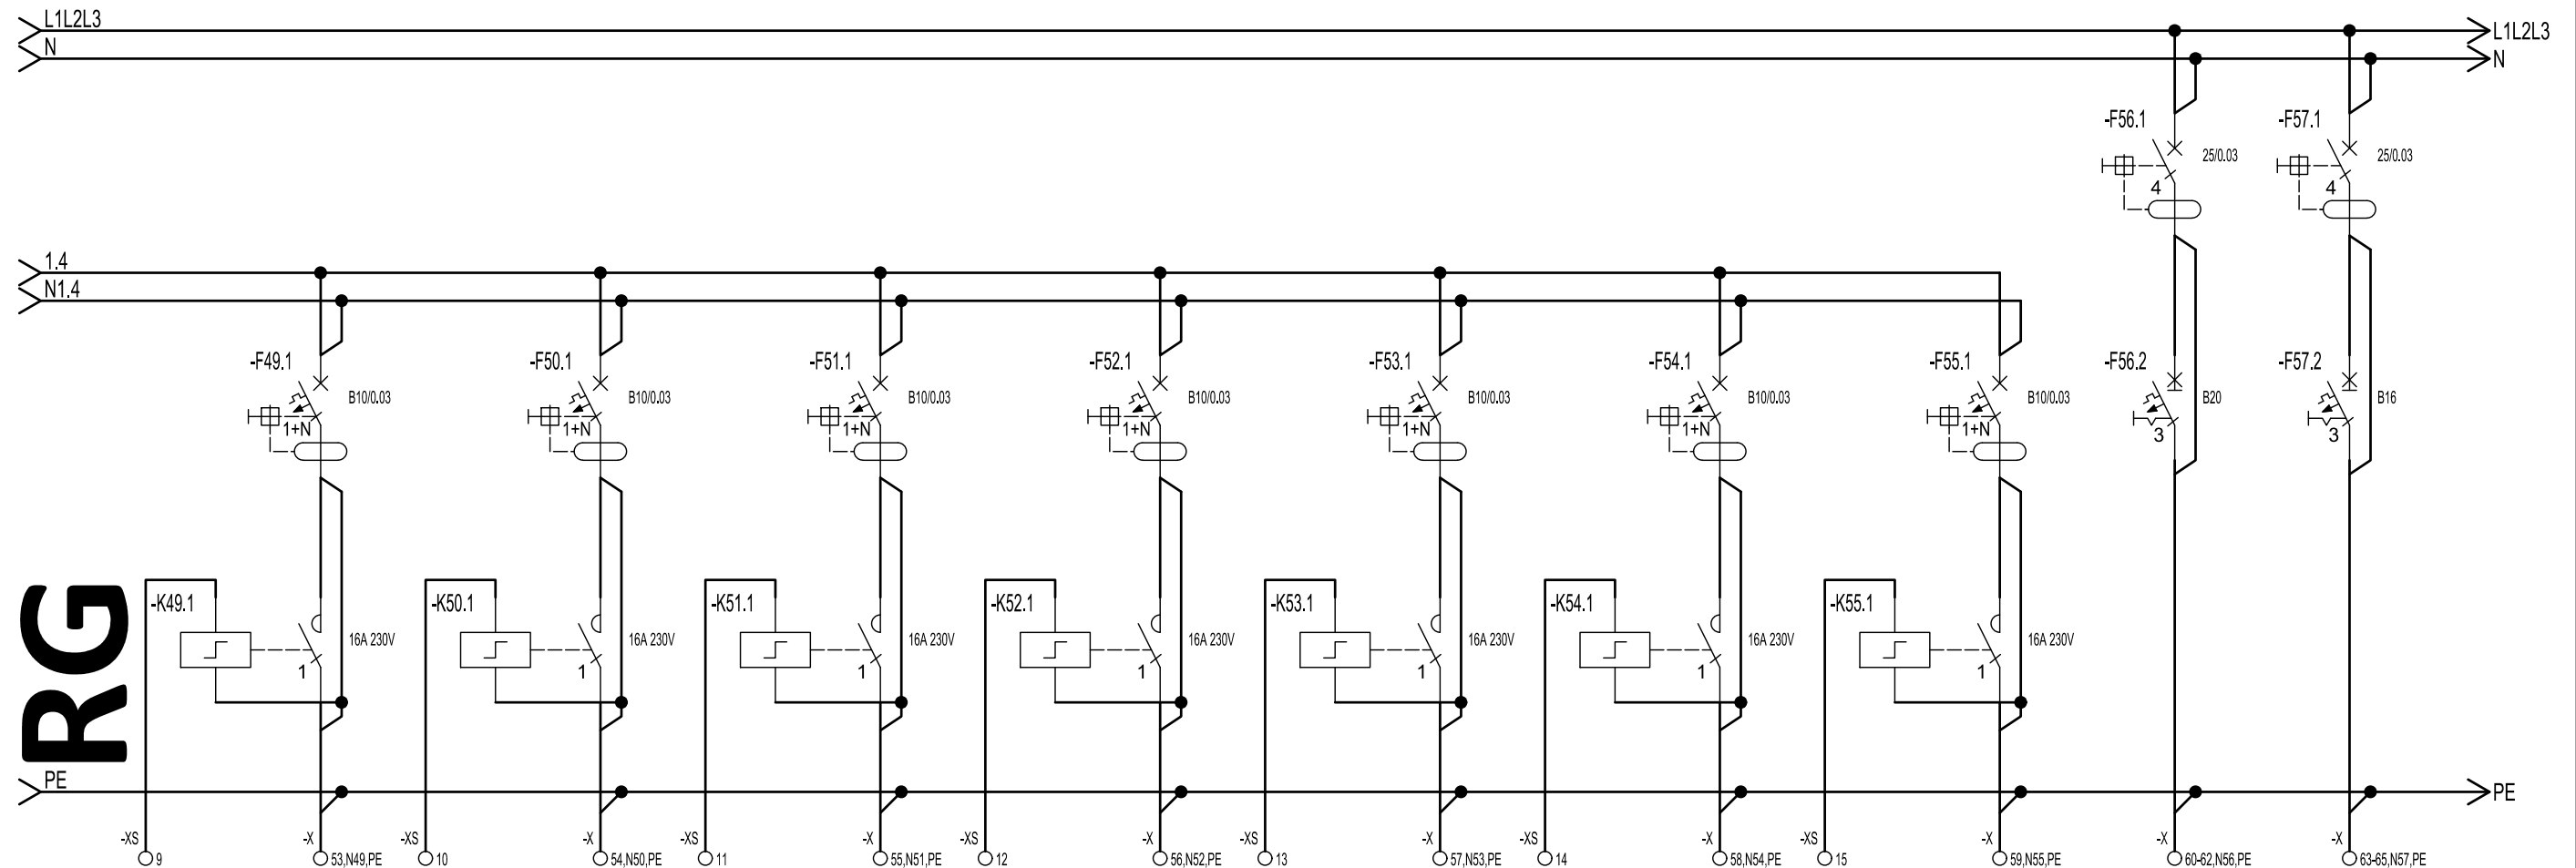 L1L2L3 L1L2L3
N N
-F56.1 -F57.1
25/0.03 25/0.03
4 4
1.4
N1.4
-F49.1 -F50.1 -F51.1 -F52.1 -F53.1 -F54.1 -F55.1 -F56.2 -F57.2
B10/0.03 B10/0.03 B10/0.03 B10/0.03 B10/0.03 B10/0.03 B10/0.03 B20 B16
1+N 1+N 1+N 1+N 1+N 1+N 1+N 3 3
RG
-K49.1 -K50.1 -K51.1 -K52.1 -K53.1 -K54.1 -K55.1
16A 230V 16A 230V 16A 230V 16A 230V 16A 230V 16A 230V 16A 230V
1 1 1 1 1 1 1
PE PE
-XS -X -XS -X -XS -X -XS -X -XS -X -XS -X -XS -X -X -X
9 53,N49,PE 10 54,N50,PE 11 55,N51,PE 12 56,N52,PE 13 57,N53,PE 14 58,N54,PE 15 59,N55,PE 60-62,N56,PE 63-65,N57,PE